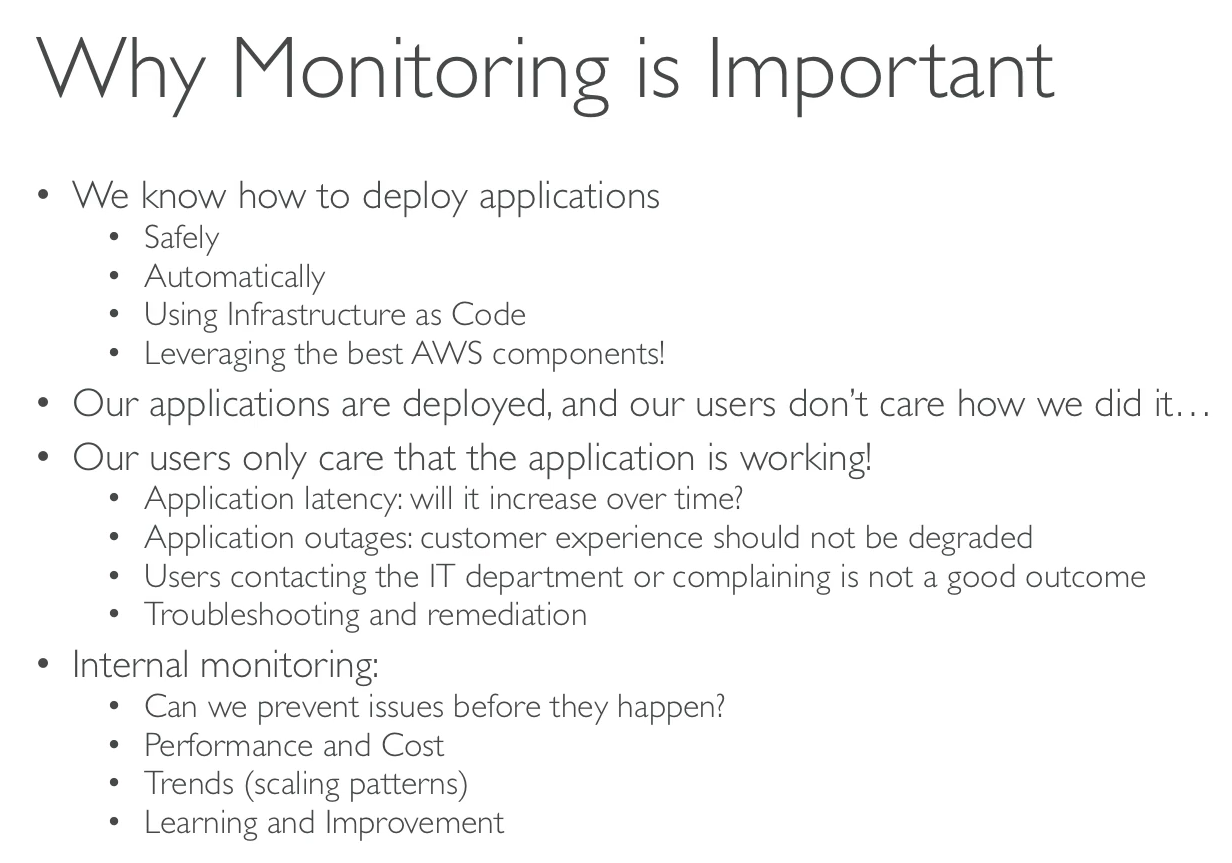 Why Monitoring is Important
• We know how to deploy applications
• Safely
• Automatically
• Using Infrastructure as Code
• Leveraging the best AWS components!
• Our applications are deployed, and our users don’t care how we did it…
• Our users only care that the application is working!
• Application latency: will it increase over time?
• Application outages: customer experience should not be degraded
• Users contacting the IT department or complaining is not a good outcome
• Troubleshooting and remediation
• Internal monitoring:
• Can we prevent issues before they happen?
• Performance and Cost
• Trends (scaling patterns)
• Learning and Improvement